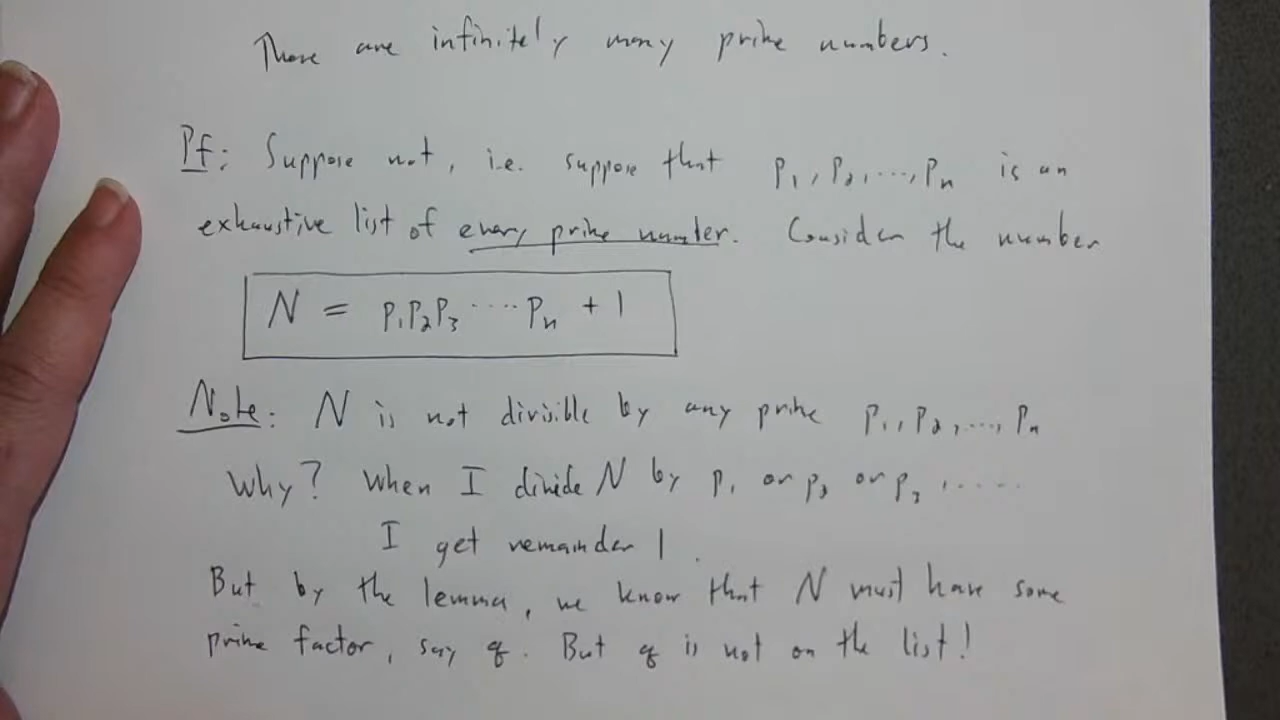 There are infinitely many prime numbers.
Pf: Suppose not, i.e. suppose that p₁, p₂, ..., pₙ is an
exhaustive list of every prime number. Consider the number
N = p₁p₂p₃ ···· pₙ + 1
Note: N is not divisible by any prime p₁, p₂, ..., pₙ
Why? When I divide N by p₁ or p₂ or p₃, .....
I get remainder 1.
But by the lemma, we know that N must have some
prime factor, say q. But q is not on the list!